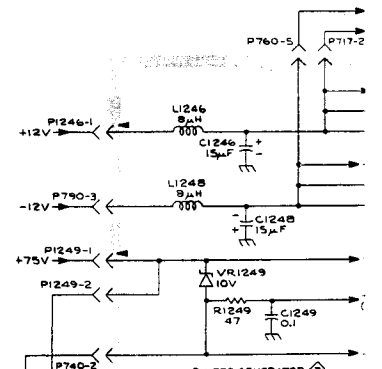 P760-5 P717-2
L1246
8µH
P1246-1
+12V
C1246
15µF
+
-
L1248
8µH
P790-3
-12V
-
+
C1248
15µF
P1249-1
+75V
P1249-2
VR1249
10V
R1249
47
C1249
0.1
P740-2